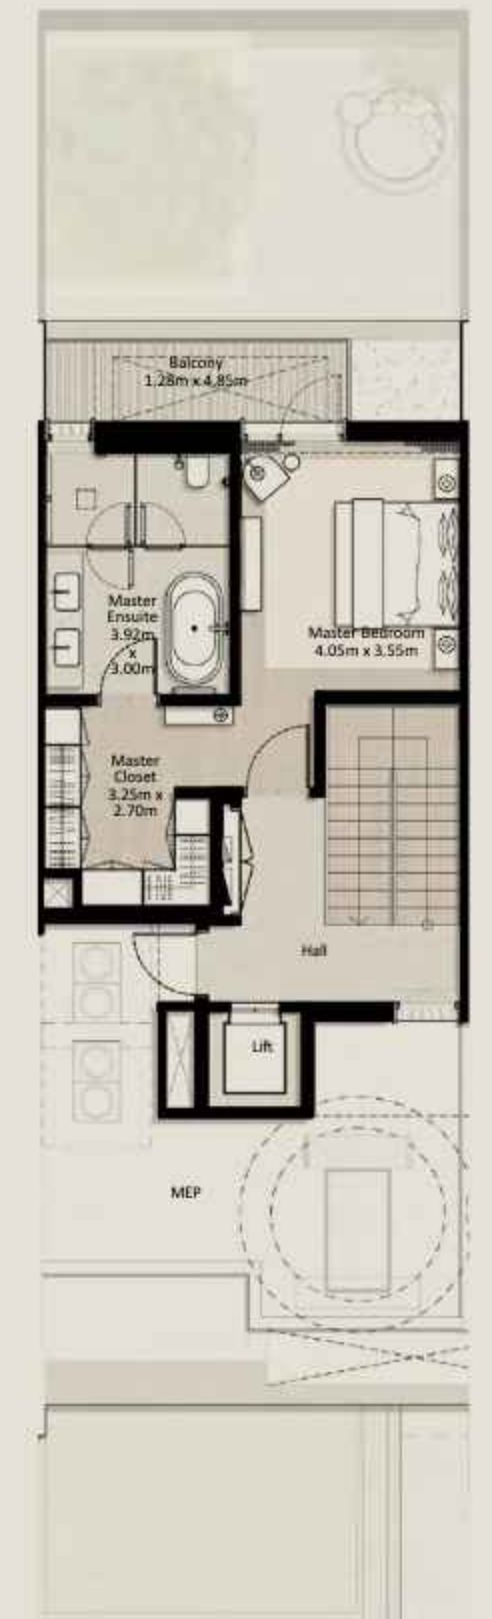 Balcony
1.28m x 4.85m
Master
Ensuite
3.92m
x
3.00m
Master Bedroom
4.05m x 3.55m
Master
Closet
3.25m x
2.70m
Hall
Lift
MEP